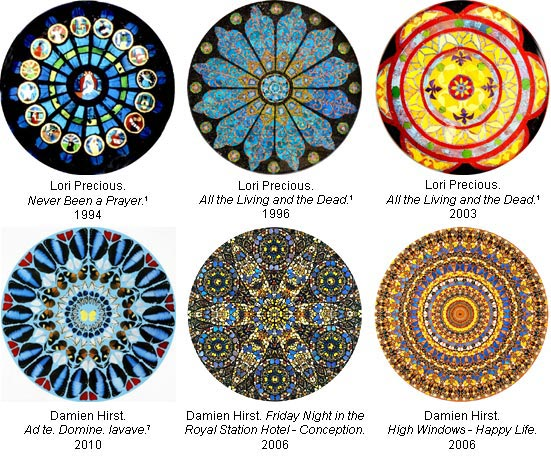 Lori Precious.
Never Been a Prayer.¹
1994
Lori Precious.
All the Living and the Dead.¹
1996
Lori Precious.
All the Living and the Dead.¹
2003
Damien Hirst.
Ad te. Domine. lavave.¹
2010
Damien Hirst. Friday Night in the
Royal Station Hotel - Conception.
2006
Damien Hirst.
High Windows - Happy Life.
2006